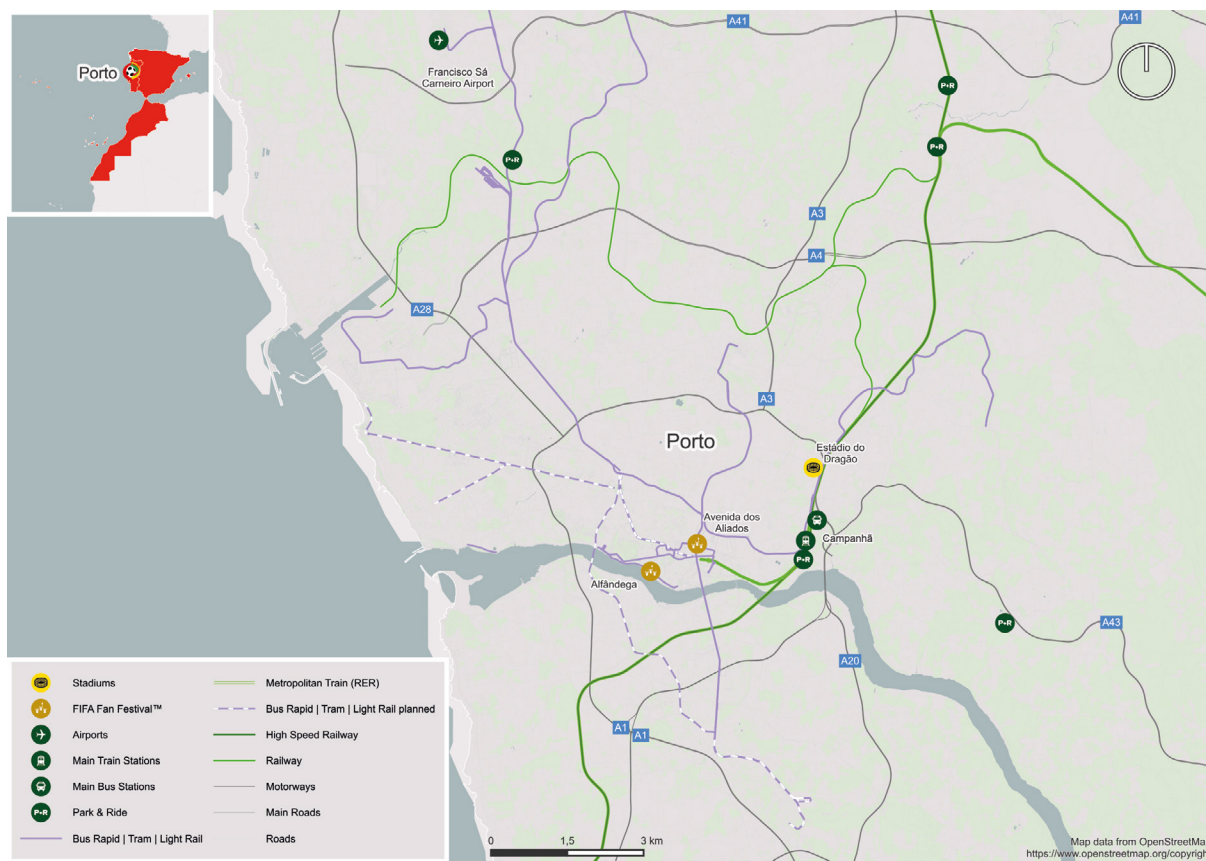 Porto
Francisco Sá
Carneiro Airport
A41
A41
P+R
P+R
P+R
A3
A4
A28
A3
Porto
Estádio do
Dragão
Avenida dos
Aliados
Campanhã
P+R
Alfândega
P+R
A43
A20
A1
A1
Stadiums
FIFA Fan Festival™
Airports
Main Train Stations
Main Bus Stations
P+R Park & Ride
Bus Rapid | Tram | Light Rail
Metropolitan Train (RER)
Bus Rapid | Tram | Light Rail planned
High Speed Railway
Railway
Motorways
Main Roads
Roads
0 1,5 3 km
Map data from OpenStreetMa
https://www.openstreetmap.org/copyrigh